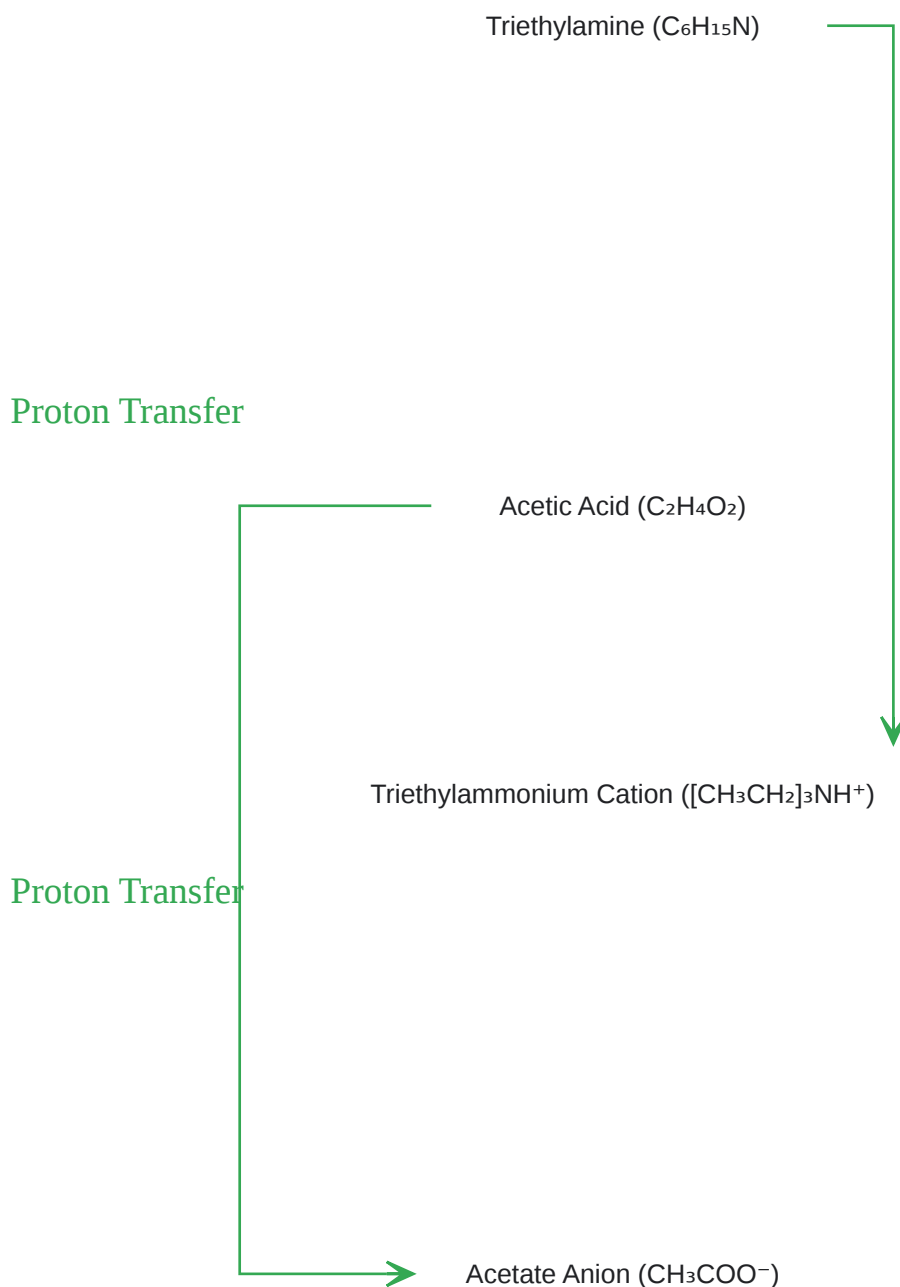 Triethylamine (C₆H₁₅N)
Proton Transfer
Acetic Acid (C₂H₄O₂)
Triethylammonium Cation ([CH₃CH₂]₃NH⁺)
Proton Transfer
Acetate Anion (CH₃COO⁻)